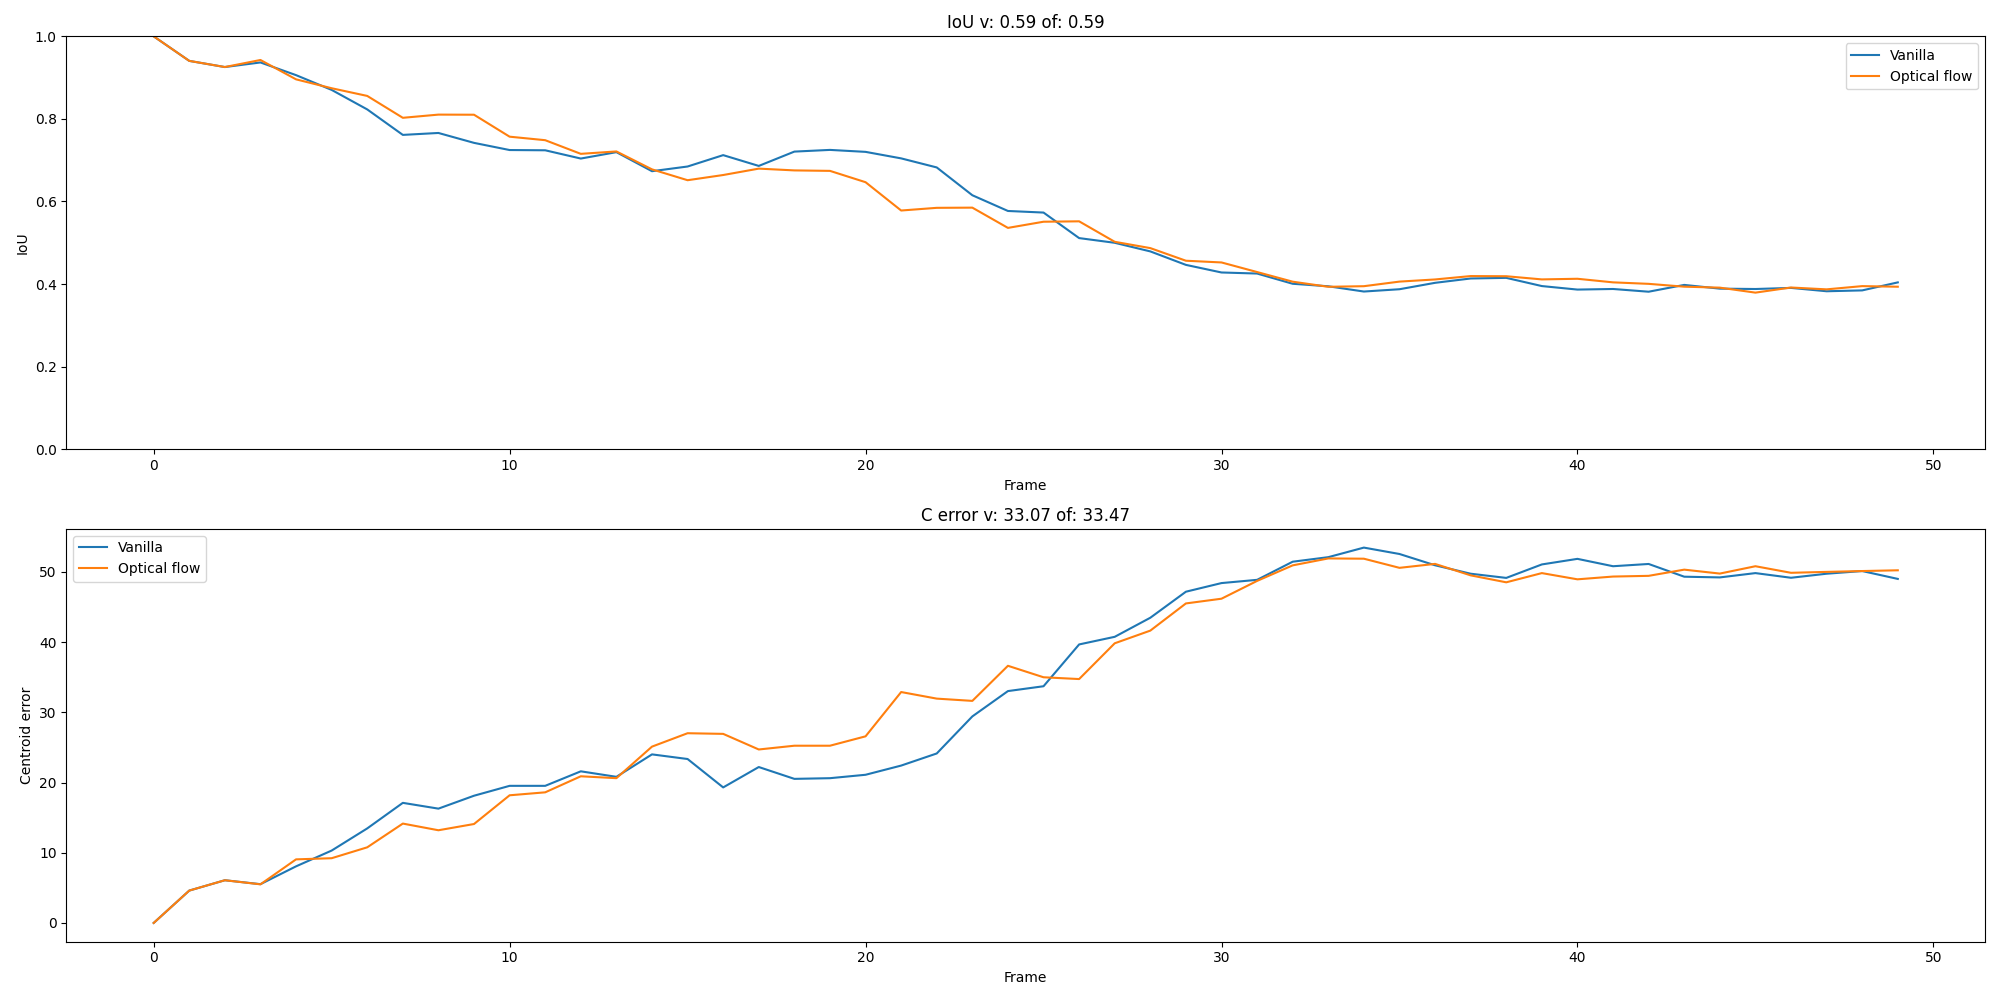 IoU v: 0.59 of: 0.59
1.0
0.8
0.6
0.4
0.2
0.0
IoU
Vanilla
Optical flow
0 10 20 30 40 50
Frame
C error v: 33.07 of: 33.47
50
40
30
20
10
0
Centroid error
Vanilla
Optical flow
0 10 20 30 40 50
Frame